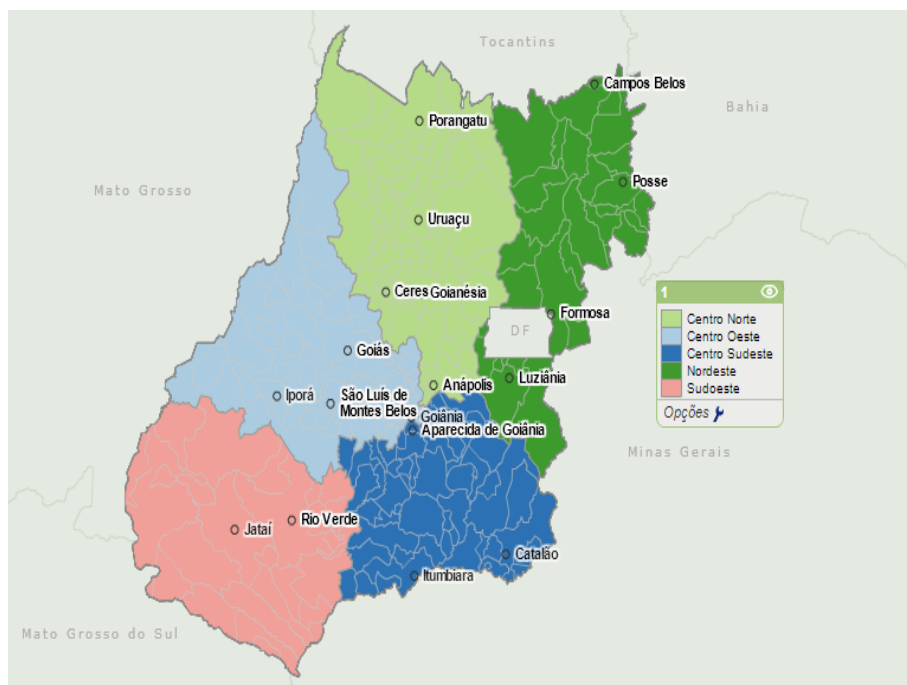 Tocantins
Campos Belos
Bahia
Porangatu
Mato Grosso
Posse
Uruaçu
Ceres
Goianésia
1
Formosa
Centro Norte
DF
Centro Oeste
Goiás
Centro Sudeste
Nordeste
Anápolis
Luziânia
Sudoeste
Iporá
São Luís de
Montes Belos
Opções
Goiânia
Aparecida de Goiânia
Minas Gerais
Rio Verde
Jataí
Catalão
Itumbiara
Mato Grosso do Sul